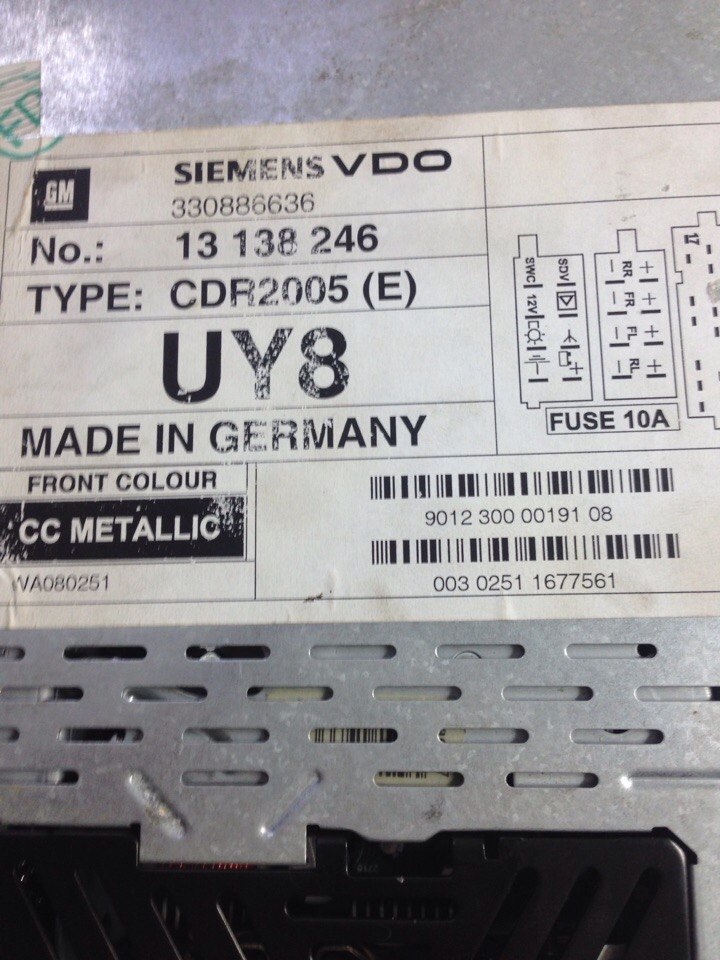 GM
SIEMENS VDO
330886636
No.: 13 138 246
TYPE: CDR2005 (E)
UY8
MADE IN GERMANY
FRONT COLOUR
CC METALLIC
WA080251
SWC 12V
SDV
RR FR FL RL
17
FUSE 10A
9012 300 00191 08
003 0251 1677561